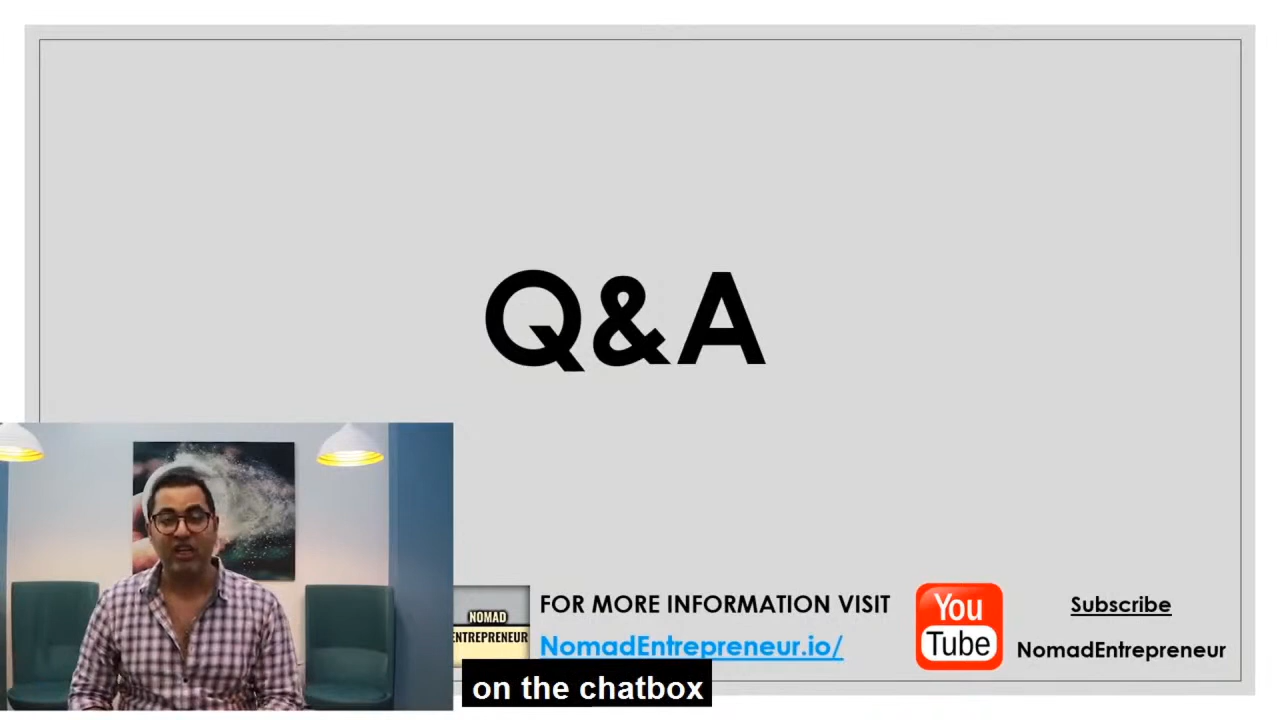 Q&A
NOMAD
ENTREPRENEUR
FOR MORE INFORMATION VISIT
NomadEntrepreneur.io/
You
Tube
Subscribe
NomadEntrepreneur
on the chatbox